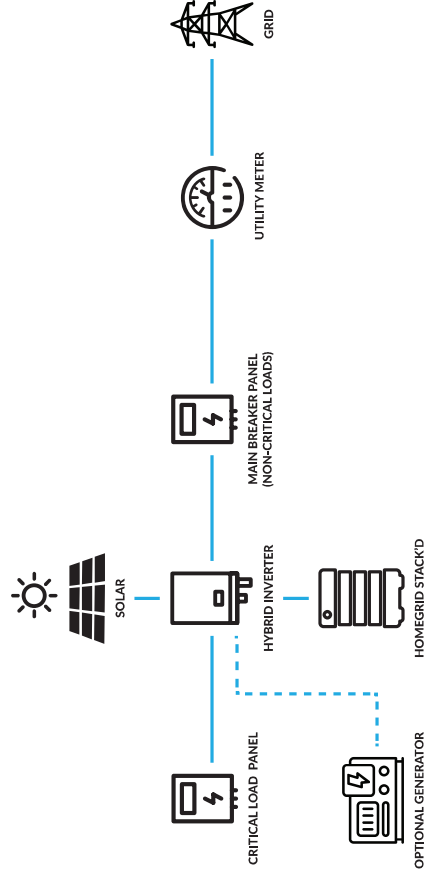 SOLAR
CRITICAL LOAD PANEL
HYBRID INVERTER
MAIN BREAKER PANEL
(NON-CRITICAL LOADS)
UTILITY METER
GRID
OPTIONAL GENERATOR
HOMEGRID STACK'D